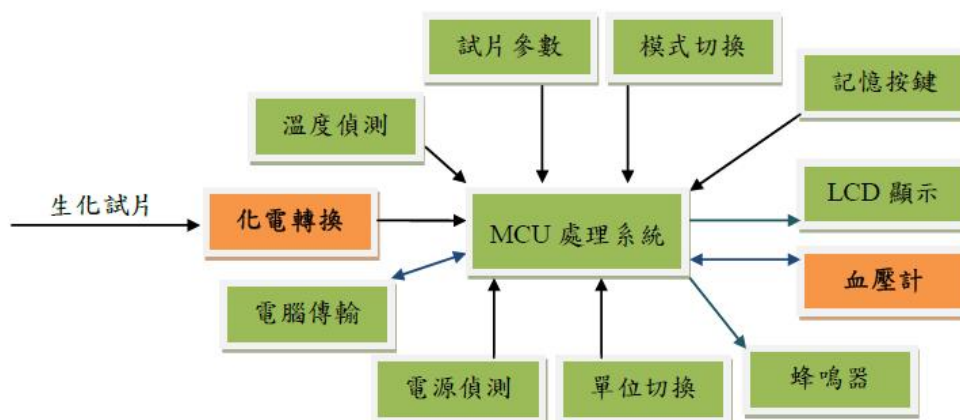 試片參數
模式切換
記憶按鍵
溫度偵測
LCD 顯示
生化試片
化電轉換
MCU 處理系統
血壓計
電腦傳輸
電源偵測
單位切換
蜂鳴器